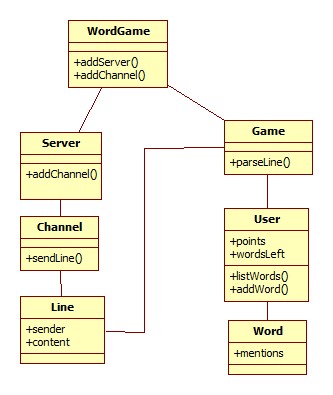 WordGame
+addServer()
+addChannel()
Server
+addChannel()
Channel
+sendLine()
Line
+sender
+content
Game
+parseLine()
User
+points
+wordsLeft
+listWords()
+addWord()
Word
+mentions